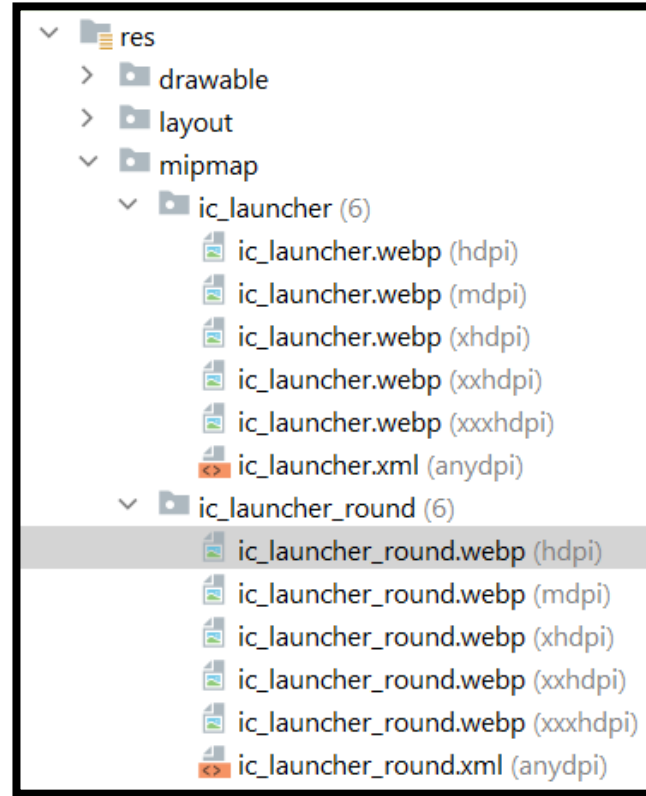 res
drawable
layout
mipmap
ic_launcher (6)
ic_launcher.webp (hdpi)
ic_launcher.webp (mdpi)
ic_launcher.webp (xhdpi)
ic_launcher.webp (xxhdpi)
ic_launcher.webp (xxxhdpi)
ic_launcher.xml (anydpi)
ic_launcher_round (6)
ic_launcher_round.webp (hdpi)
ic_launcher_round.webp (mdpi)
ic_launcher_round.webp (xhdpi)
ic_launcher_round.webp (xxhdpi)
ic_launcher_round.webp (xxxhdpi)
ic_launcher_round.xml (anydpi)